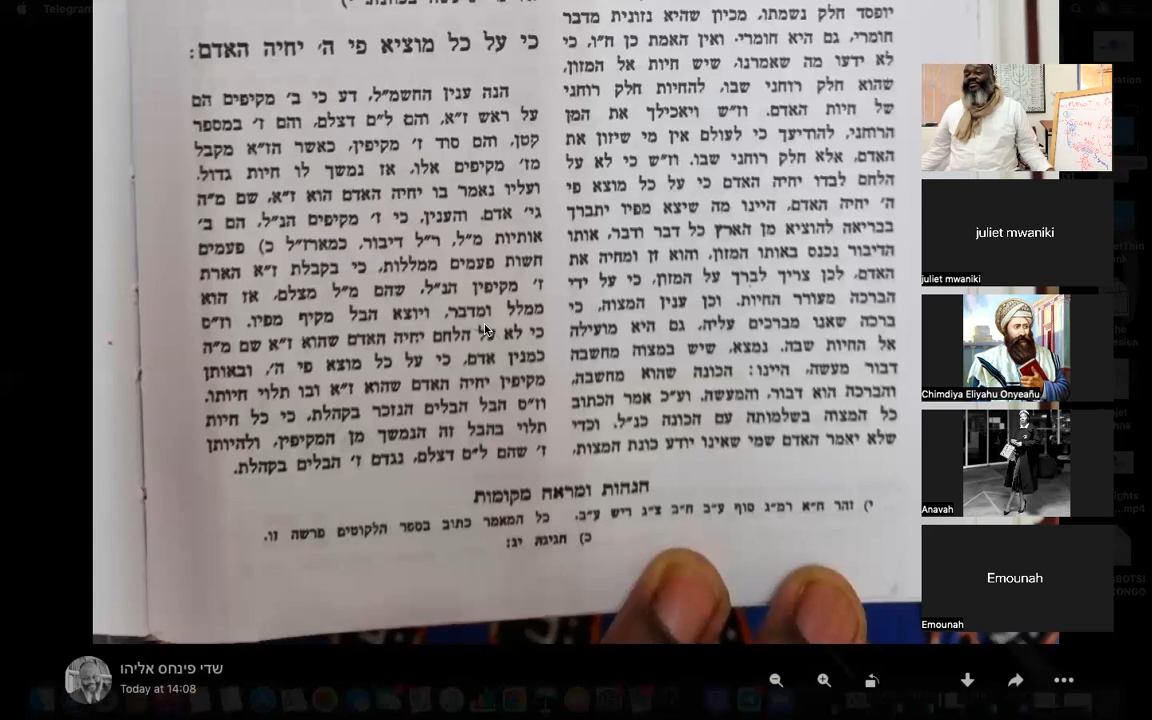 Telegram
יופסד חלק נשמתו, מכיון שהיא נזונית מדבר
חומרי, גם היא חומרי. ואין האמת כן ח״ו, כי
לא ידעו מה שאמרנו, שיש חיות אל המזון,
שהוא חלק רוחני שבו, להחיות חלק רוחני
של חיות האדם. וז״ש ויאכילך את המן
הרוחני, להודיעך כי לעולם אין מי שיזון את
האדם, אלא חלק רוחני שבו. וז״ש כי לא על
הלחם לבדו יחיה האדם כי על כל מוצא פי
ה׳ יחיה האדם, היינו מה שיצא מפיו יתברך
בבריאה להוציא מן הארץ כל דבר ודבר, אותו
הדיבור נכנס באותו המזון, והוא זן ומחיה את
האדם, לכן צריך לברך על המזון, כי על ידי
הברכה מעורר החיות. וכן ענין המצוה, כי
ברכה שאנו מברכים עליה, גם היא מועילה
אל החיות שבה. נמצא, שיש במצוה מחשבה
דבור מעשה, היינו: הכונה שהוא מחשבה,
והברכה הוא דבור, והמעשה. וע״כ אמר הכתוב
כל המצוה בשלמותה עם הכונה כנ״ל. וכדי
שלא יאמר האדם שמי שאינו יודע כונת המצות,
כי על כל מוציא פי ה׳ יחיה האדם:
הנה ענין החשמ״ל, דע כי ב׳ מקיפים הם
על ראש ז״א, והם ל״ם דצלם, והם ז׳ במספר
קטן, והם סוד ז׳ מקיפין, כאשר הז״א מקבל
מז׳ מקיפים אלו, אז נמשך לו חיות גדול.
ועליו נאמר בו יחיה האדם הוא ז״א, שם מ״ה
גי׳ אדם. והענין, כי ז׳ מקיפים הנ״ל, הם ב׳
אותיות מ״ל, ר״ל דיבור, כמארז״ל כ) פעמים
חשות פעמים ממללות, כי בקבלת ז״א הארת
ז׳ מקיפין הנ״ל, שהם מ״ל מצלם, אז הוא
ממלל ומדבר, ויוצא הבל מקיף מפיו. וז״ס
כי לא על הלחם יחיה האדם שהוא ז״א שם מ״ה
כמנין אדם, כי על כל מוצא פי ה׳, ובאותן
מקיפין יחיה האדם שהוא ז״א ובו תלוי חיותו.
וז״ס הבל הבלים הנזכר בקהלת, כי כל חיות
תלוי בהבל זה הנמשך מן המקיפין, ולהיותן
ז׳ שהם ל״ם דצלם, נגדם ז׳ הבלים בקהלת.
הגהות ומראה מקומות
י) זהר ח״א רמ״ג סוף ע״ב ח״ב צ״ג ריש ע״ב. כל המאמר כתוב בספר הלקוטים פרשה זו.
כ) חגיגה יג:
juliet mwaniki
juliet mwaniki
Chimdiya Eliyahu Onyeañu
Anavah
Emounah
Emounah
שדי פינחס אליהו
Today at 14:08